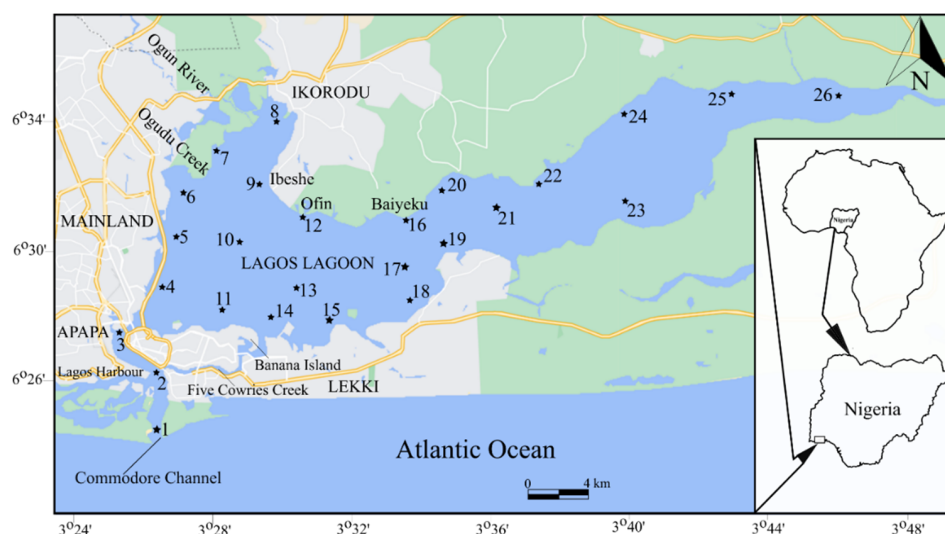 Ogun River
IKORODU
N
6°34'
8
25
26
24
Ogudu Creek
7
9
Ibeshe
20
22
6
Ofin
Baiyeku
MAINLAND
12
16
21
23
Nigeria
5
10
19
6°30'
LAGOS LAGOON
17
4
13
18
11
14
15
APAPA
3
Banana Island
Lagos Harbour
2
6°26'
Five Cowries Creek
LEKKI
Nigeria
1
Atlantic Ocean
Commodore Channel
0
4 km
3°24'
3°28'
3°32'
3°36'
3°40'
3°44'
3°48'